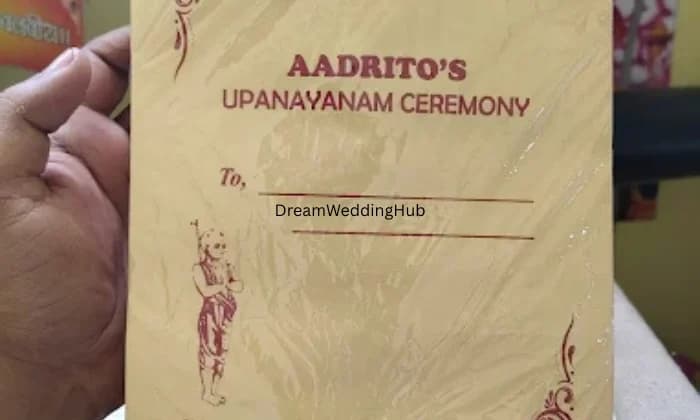 AADRITO'S
UPANAYANAM CEREMONY
To,
DreamWeddingHub